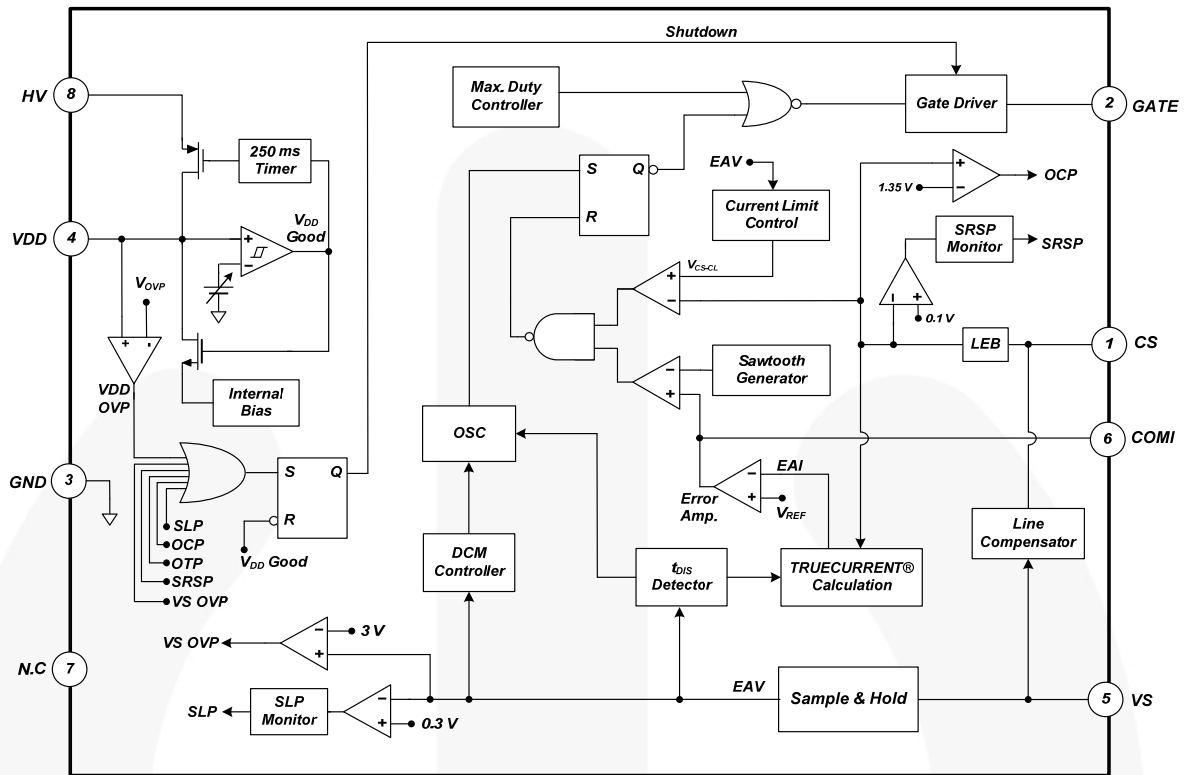 Shutdown
HV
8
Max. Duty
Controller
Gate Driver
2
GATE
250 ms
Timer
S
Q
R
EAV
Current Limit
Control
+
1.35 V
−
OCP
VDD
4
VDD
Good
+
−
SRSP
Monitor
SRSP
VOVP
+
-
VCS-CL
+
−
−
+
0.1 V
LEB
1
CS
VDD
OVP
Internal
Bias
−
+
Sawtooth
Generator
OSC
6
COMI
GND
3
S
Q
R
VDD Good
SLP
OCP
OTP
SRSP
VS OVP
Error
Amp.
−
+
EAI
VREF
Line
Compensator
DCM
Controller
tDIS
Detector
TRUECURRENT®
Calculation
N.C
7
VS OVP
−
+
3 V
SLP
SLP
Monitor
−
+
0.3 V
EAV
Sample & Hold
5
VS